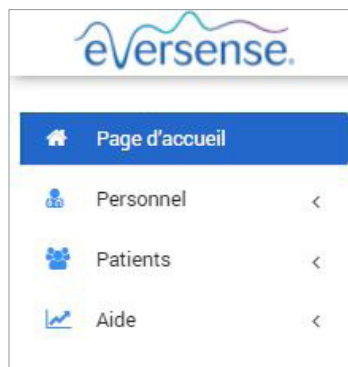 eversense.
Page d'accueil
Personnel
Patients
Aide